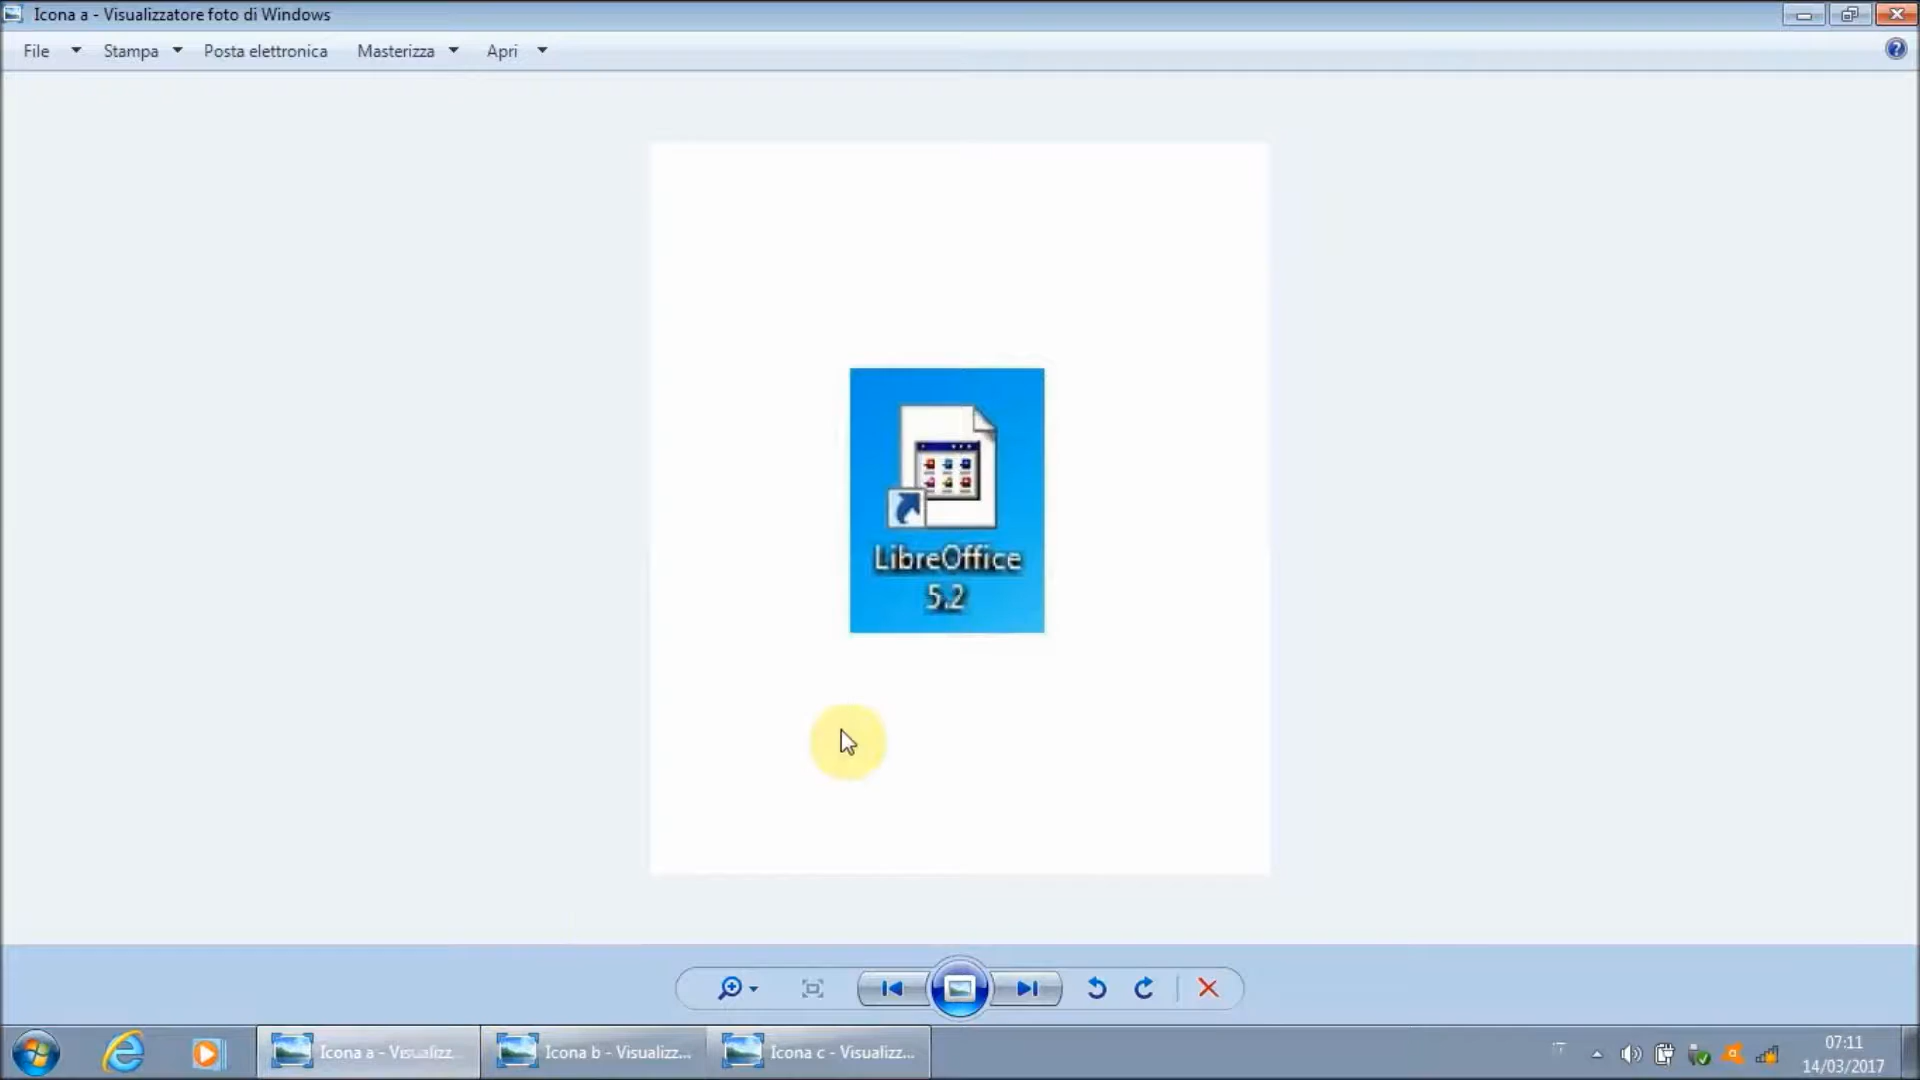 Icona a - Visualizzatore foto di Windows
File Stampa Posta elettronica Masterizza Apri
LibreOffice
5.2
Icona a - Visualizz... Icona b - Visualizz... Icona c - Visualizz...
07:11
14/03/2017